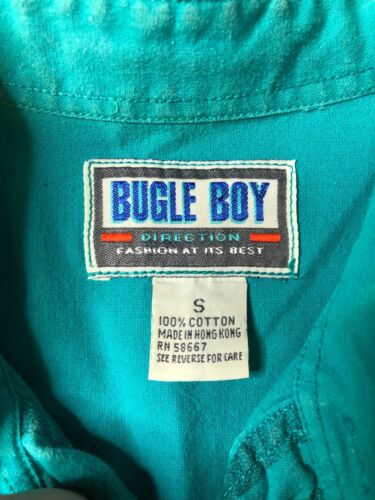 BUGLE BOY
DIRECTION
FASHION AT ITS BEST
S
100% COTTON
MADE IN HONG KONG
RN 58667
SEE REVERSE FOR CARE